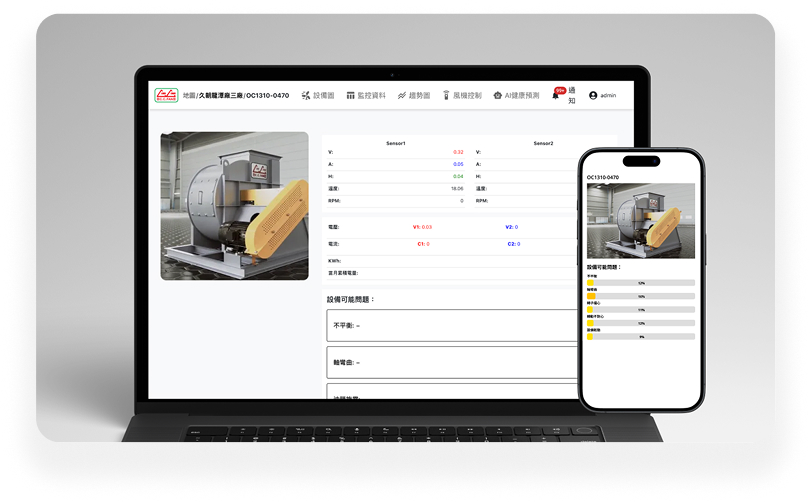 地圖/久朝龍潭廠三廠/OC1310-0470
設備圖
監控資料
趨勢圖
風機控制
AI健康預測
99+
通知
admin
Sensor1
Sensor2
V: 0.32
V:
A: 0.05
A:
H: 0.04
H:
溫度: 18.06
溫度:
RPM: 0
RPM:
電壓: V1: 0.03 V2: 0
電流: C1: 0 C2: 0
KWh:
當月累積電量:
設備可能問題：
不平衡: –
軸彎曲: –
OC1310-0470
設備可能問題：
不平衡
12%
軸彎曲
16%
轉子偏心
11%
12%
9%